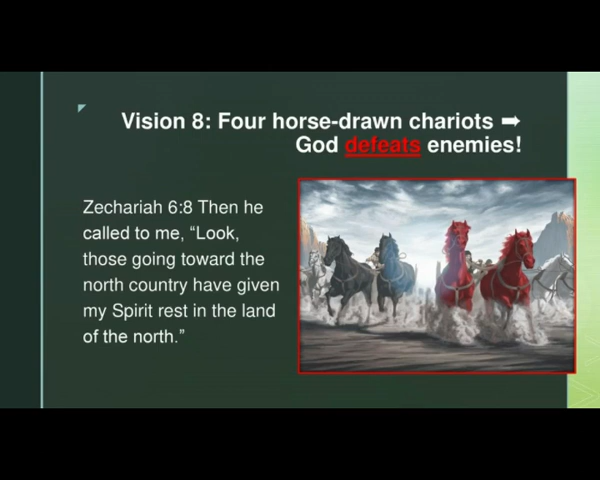 Vision 8: Four horse-drawn chariots ➡
God defeats enemies!
Zechariah 6:8 Then he
called to me, “Look,
those going toward the
north country have given
my Spirit rest in the land
of the north.”